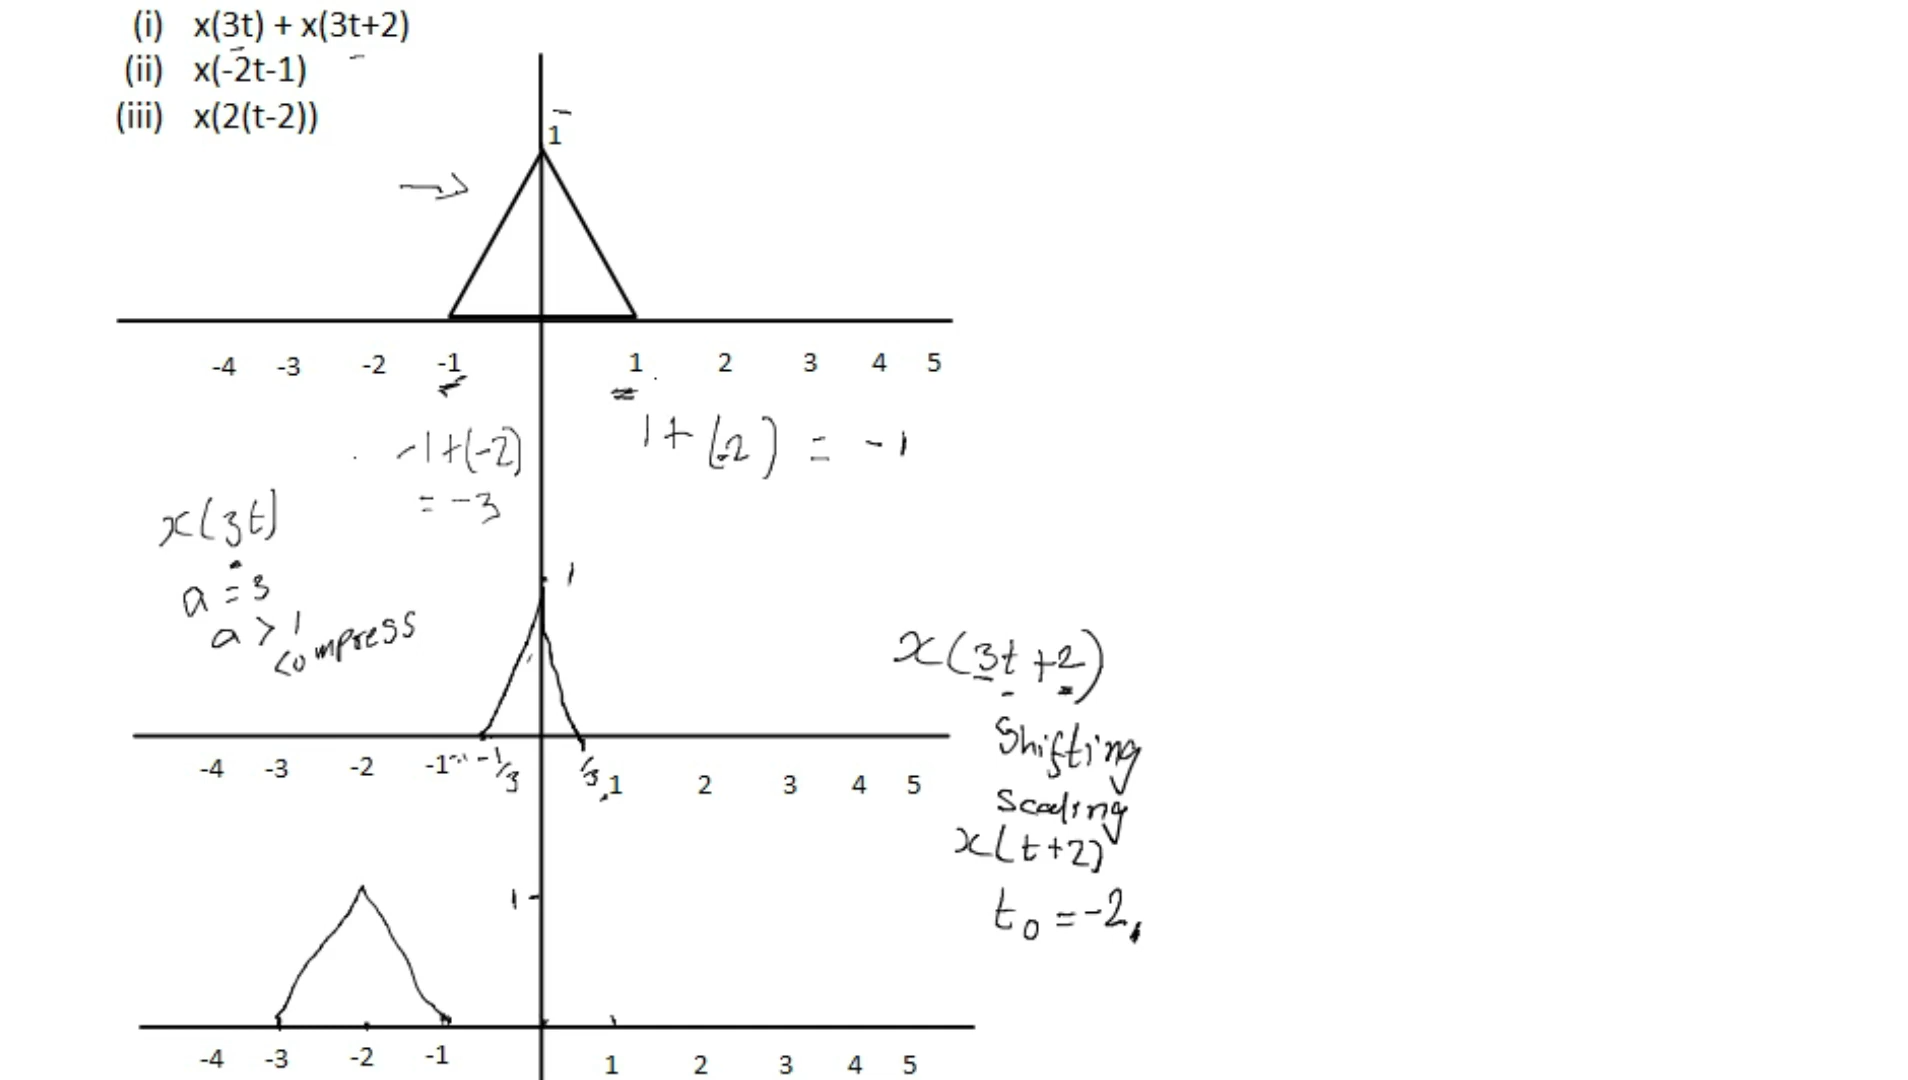 (i) x(3t) + x(3t+2)
(ii) x(-2t-1)
(iii) x(2(t-2))
1
-4 -3 -2 -1 1 2 3 4 5
-1+(-2)
= -3
1+(-2) = -1
x(3t)
a = 3
a > 1
compress
1
-4 -3 -2 -1 -1/3 1/3 1 2 3 4 5
x(3t+2)
Shifting
Scaling
x(t+2)
t0 = -2,
1
-4 -3 -2 -1 1 2 3 4 5